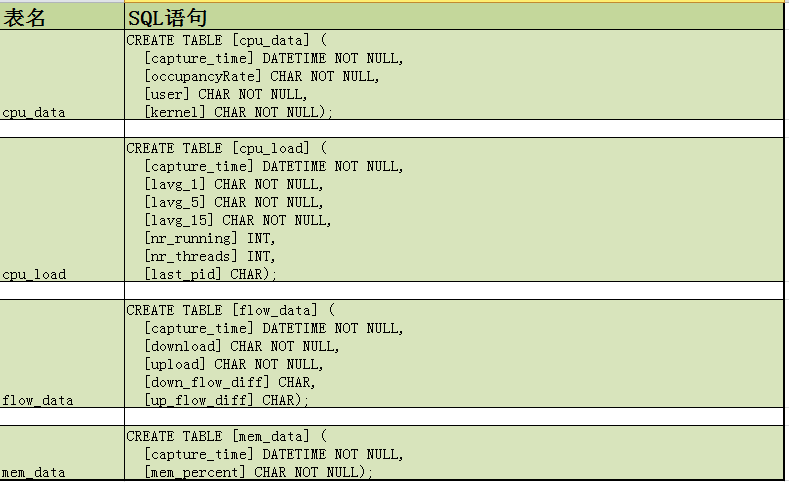 表名 SQL语句
CREATE TABLE [cpu_data] (
[capture_time] DATETIME NOT NULL,
[occupancyRate] CHAR NOT NULL,
[user] CHAR NOT NULL,
cpu_data [kernel] CHAR NOT NULL);
CREATE TABLE [cpu_load] (
[capture_time] DATETIME NOT NULL,
[lavg_1] CHAR NOT NULL,
[lavg_5] CHAR NOT NULL,
[lavg_15] CHAR NOT NULL,
[nr_running] INT,
[nr_threads] INT,
cpu_load [last_pid] CHAR);
CREATE TABLE [flow_data] (
[capture_time] DATETIME NOT NULL,
[download] CHAR NOT NULL,
[upload] CHAR NOT NULL,
[down_flow_diff] CHAR,
flow_data [up_flow_diff] CHAR);
CREATE TABLE [mem_data] (
[capture_time] DATETIME NOT NULL,
mem_data [mem_percent] CHAR NOT NULL);